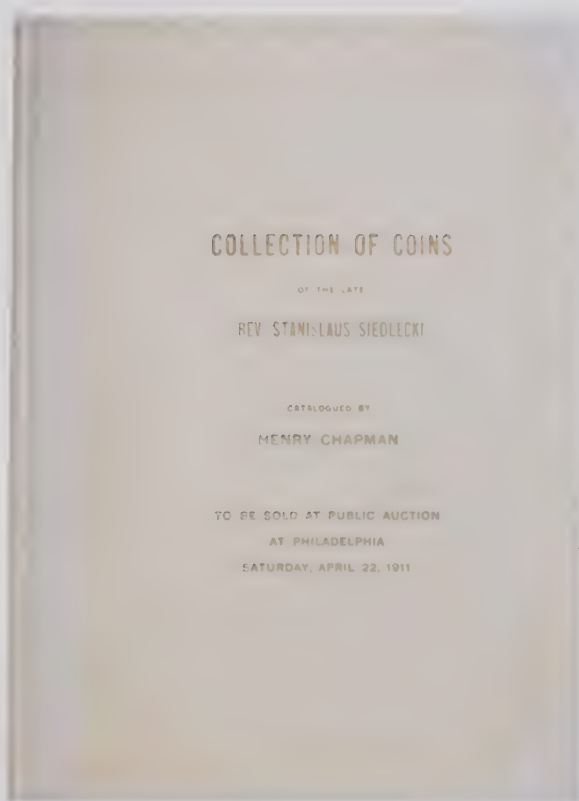 COLLECTION OF COINS
OF THE LATE
REV. STANISLAUS SIEDLECKI
CATALOGUED BY
HENRY CHAPMAN
TO BE SOLD AT PUBLIC AUCTION
AT PHILADELPHIA
SATURDAY, APRIL 22, 1911